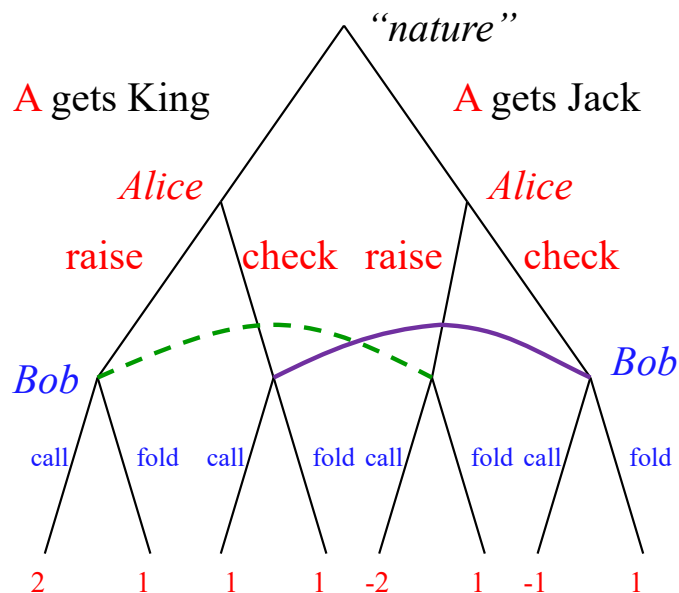 “nature”
A gets King
A gets Jack
Alice
Alice
raise
check
raise
check
Bob
Bob
call
fold
call
fold
call
fold
call
fold
2
1
1
1
-2
1
-1
1